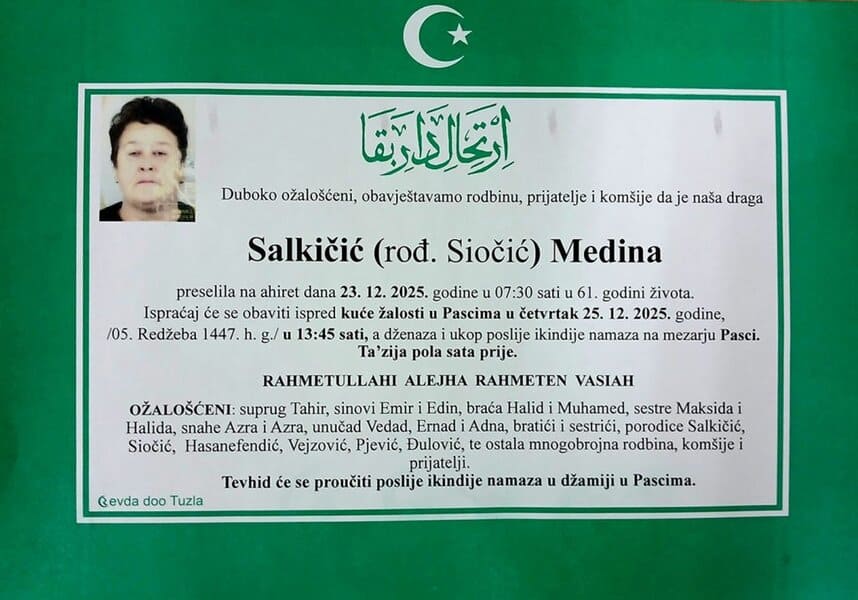 اِرْتِحَالِ دَارِ بَقَا
Duboko ožalošćeni, obavještavamo rodbinu, prijatelje i komšije da je naša draga
Salkičić (rođ. Siočić) Medina
preselila na ahiret dana 23. 12. 2025. godine u 07:30 sati u 61. godini života.
Ispraćaj će se obaviti ispred kuće žalosti u Pascima u četvrtak 25. 12. 2025. godine,
/05. Redžeba 1447. h. g./ u 13:45 sati, a dženaza i ukop poslije ikindije namaza na mezarju Pasci.
Ta’zija pola sata prije.
RAHMETULLAHI ALEJHA RAHMETEN VASIAH
OŽALOŠĆENI: suprug Tahir, sinovi Emir i Edin, braća Halid i Muhamed, sestre Maksida i
Halida, snahe Azra i Azra, unučad Vedad, Ernad i Adna, bratići i sestrići, porodice Salkičić,
Siočić, Hasanefendić, Vejzović, Pjević, Đulović, te ostala mnogobrojna rodbina, komšije i
prijatelji.
Tevhid će se proučiti poslije ikindije namaza u džamiji u Pascima.
Revda doo Tuzla